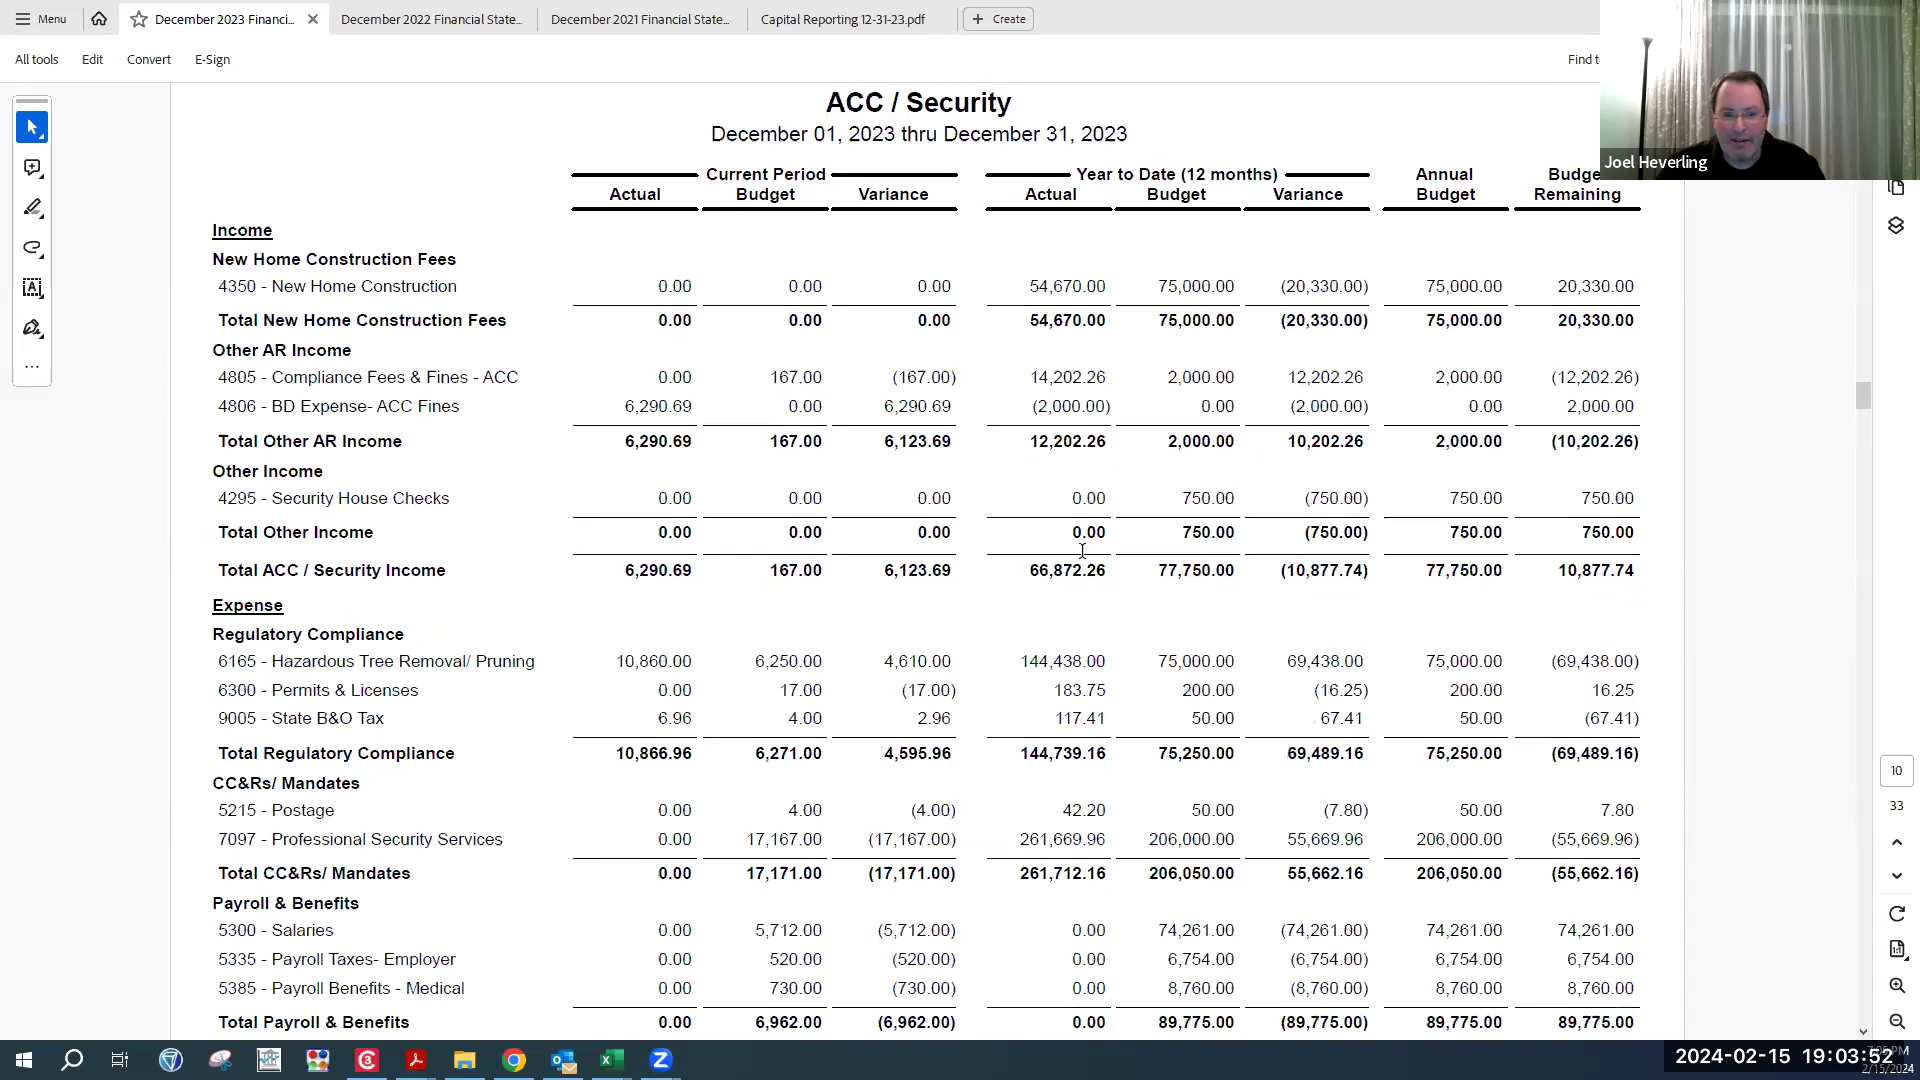 Menu
December 2023 Financi...
December 2022 Financial State...
December 2021 Financial State...
Capital Reporting 12-31-23.pdf
Create
All tools Edit Convert E-Sign
Find t
Joel Heverling
ACC / Security
December 01, 2023 thru December 31, 2023
Current Period Year to Date (12 months) Annual Budge
Actual Budget Variance Actual Budget Variance Budget Remaining
Income
New Home Construction Fees
4350 - New Home Construction 0.00 0.00 0.00 54,670.00 75,000.00 (20,330.00) 75,000.00 20,330.00
Total New Home Construction Fees 0.00 0.00 0.00 54,670.00 75,000.00 (20,330.00) 75,000.00 20,330.00
Other AR Income
4805 - Compliance Fees & Fines - ACC 0.00 167.00 (167.00) 14,202.26 2,000.00 12,202.26 2,000.00 (12,202.26)
4806 - BD Expense- ACC Fines 6,290.69 0.00 6,290.69 (2,000.00) 0.00 (2,000.00) 0.00 2,000.00
Total Other AR Income 6,290.69 167.00 6,123.69 12,202.26 2,000.00 10,202.26 2,000.00 (10,202.26)
Other Income
4295 - Security House Checks 0.00 0.00 0.00 0.00 750.00 (750.00) 750.00 750.00
Total Other Income 0.00 0.00 0.00 0.00 750.00 (750.00) 750.00 750.00
Total ACC / Security Income 6,290.69 167.00 6,123.69 66,872.26 77,750.00 (10,877.74) 77,750.00 10,877.74
Expense
Regulatory Compliance
6165 - Hazardous Tree Removal/ Pruning 10,860.00 6,250.00 4,610.00 144,438.00 75,000.00 69,438.00 75,000.00 (69,438.00)
6300 - Permits & Licenses 0.00 17.00 (17.00) 183.75 200.00 (16.25) 200.00 16.25
9005 - State B&O Tax 6.96 4.00 2.96 117.41 50.00 67.41 50.00 (67.41)
Total Regulatory Compliance 10,866.96 6,271.00 4,595.96 144,739.16 75,250.00 69,489.16 75,250.00 (69,489.16)
CC&Rs/ Mandates
5215 - Postage 0.00 4.00 (4.00) 42.20 50.00 (7.80) 50.00 7.80
7097 - Professional Security Services 0.00 17,167.00 (17,167.00) 261,669.96 206,000.00 55,669.96 206,000.00 (55,669.96)
Total CC&Rs/ Mandates 0.00 17,171.00 (17,171.00) 261,712.16 206,050.00 55,662.16 206,050.00 (55,662.16)
Payroll & Benefits
5300 - Salaries 0.00 5,712.00 (5,712.00) 0.00 74,261.00 (74,261.00) 74,261.00 74,261.00
5335 - Payroll Taxes- Employer 0.00 520.00 (520.00) 0.00 6,754.00 (6,754.00) 6,754.00 6,754.00
5385 - Payroll Benefits - Medical 0.00 730.00 (730.00) 0.00 8,760.00 (8,760.00) 8,760.00 8,760.00
Total Payroll & Benefits 0.00 6,962.00 (6,962.00) 0.00 89,775.00 (89,775.00) 89,775.00 89,775.00
10
33
2024-02-15 19:03:52
2/15/2024